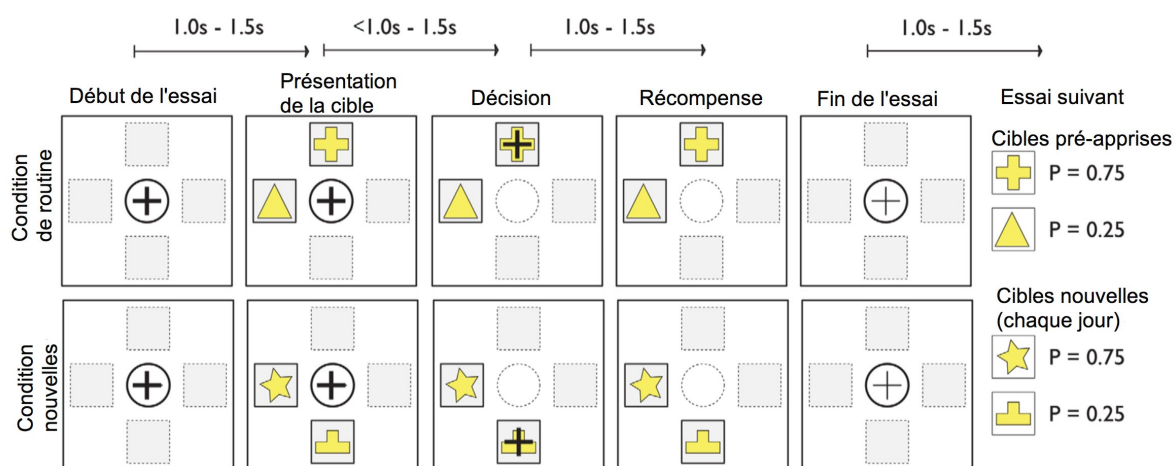 1.0s - 1.5s
<1.0s - 1.5s
1.0s - 1.5s
1.0s - 1.5s
Début de l'essai
Présentation
de la cible
Décision
Récompense
Fin de l'essai
Essai suivant
Condition
de routine
Cibles pré-apprises
P = 0.75
P = 0.25
Condition
nouvelles
Cibles nouvelles
(chaque jour)
P = 0.75
P = 0.25